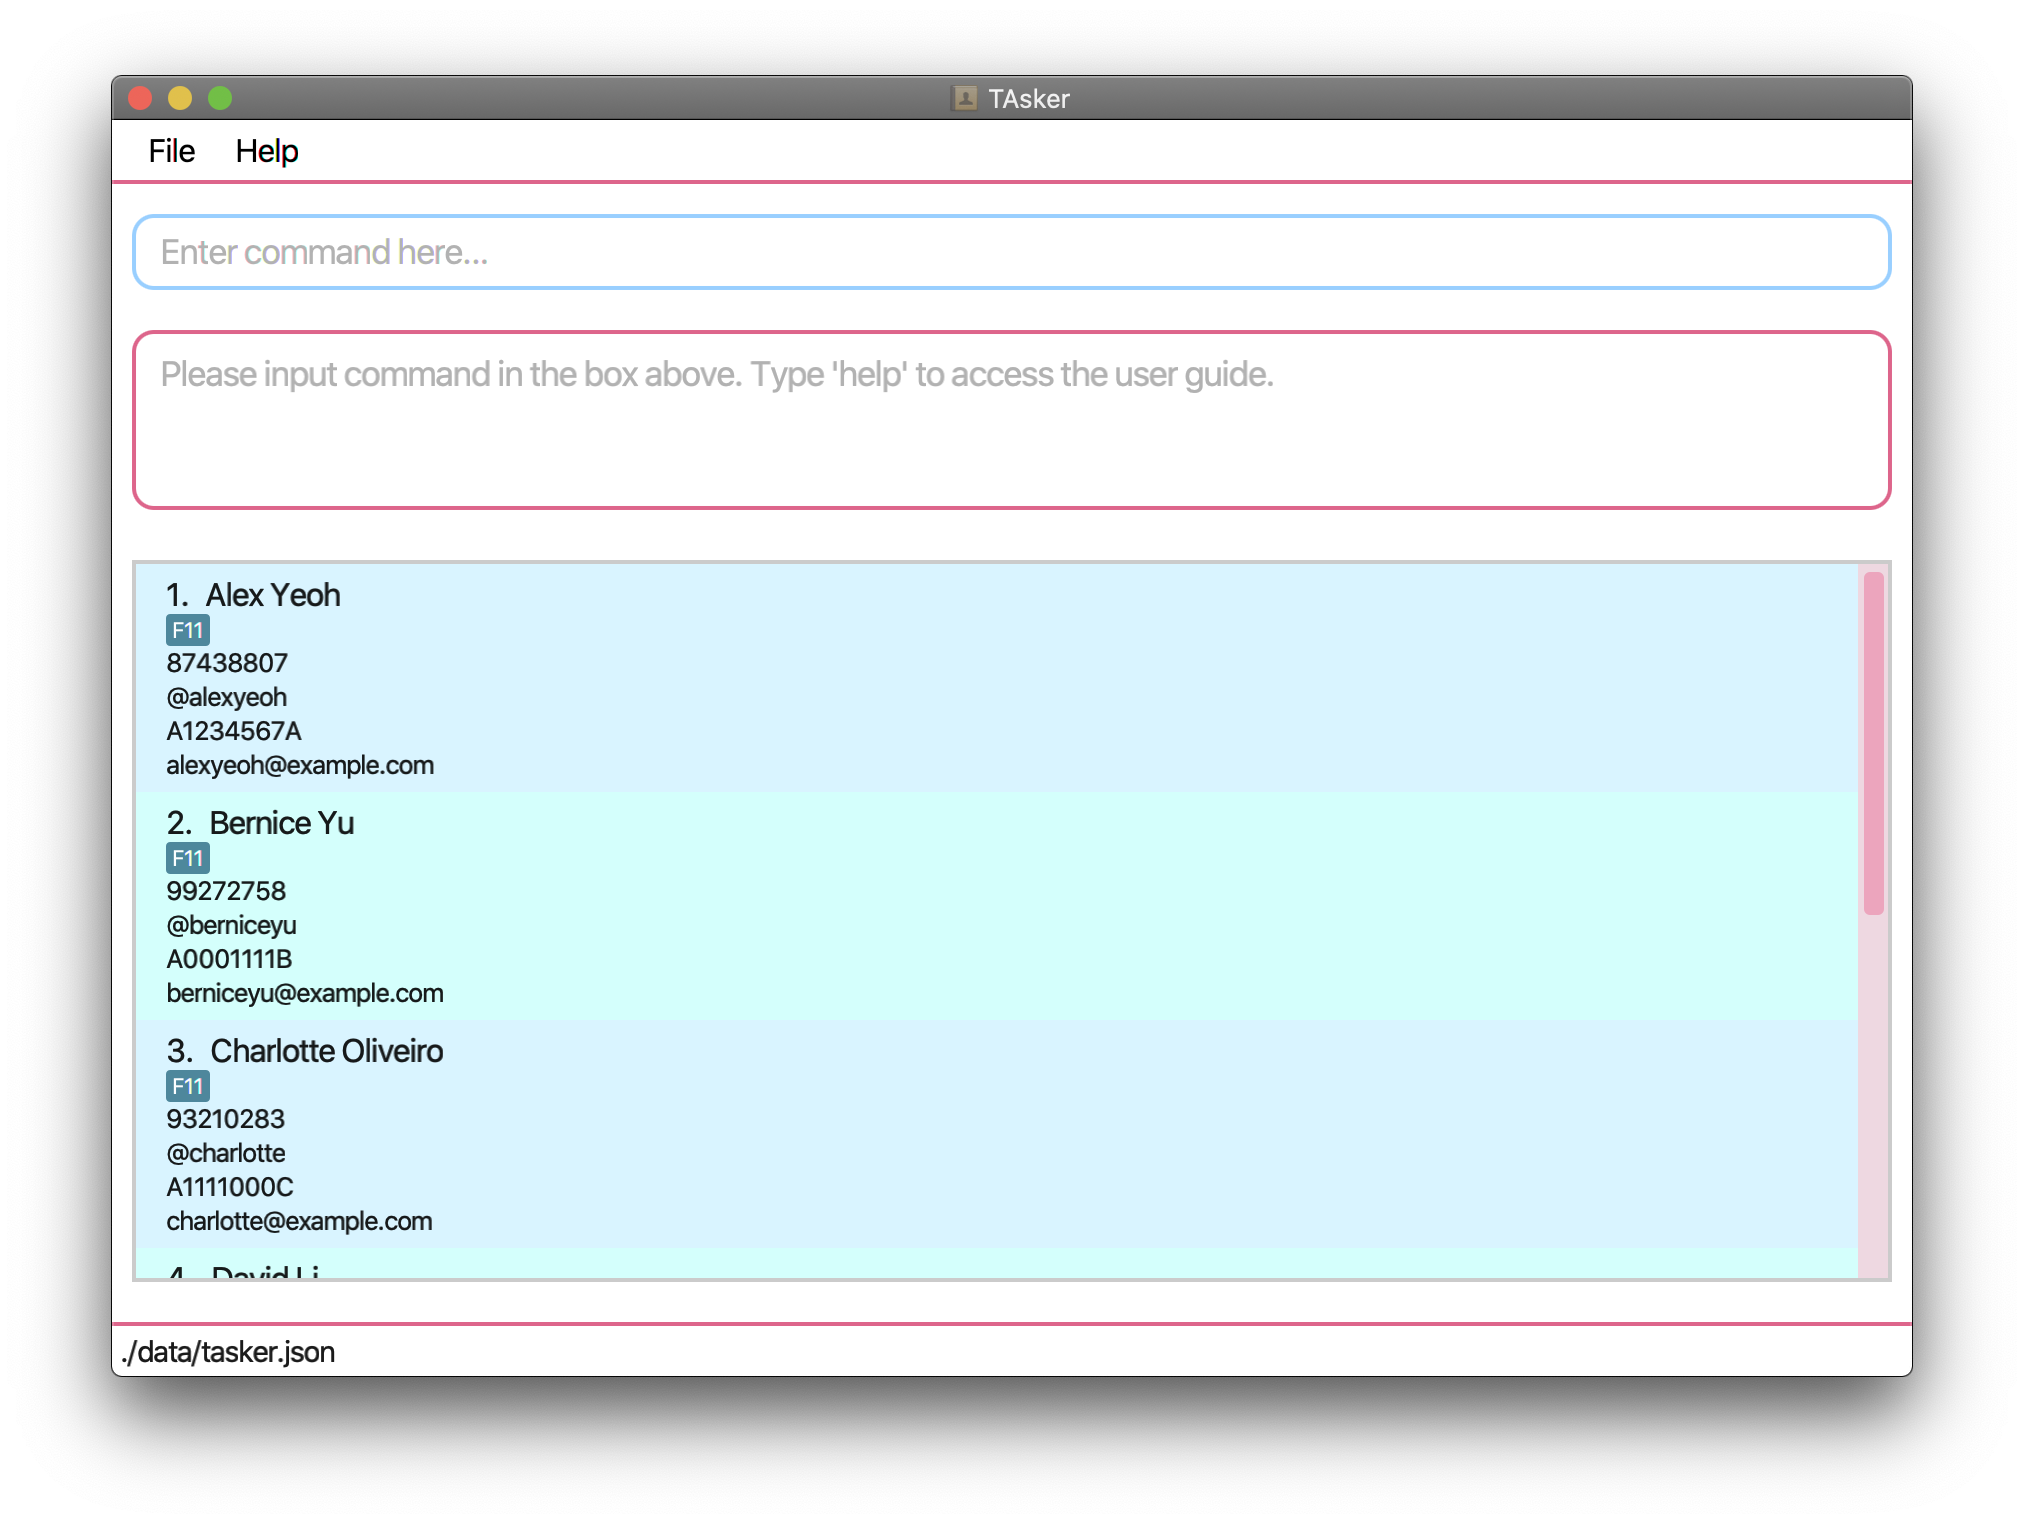 TAsker
File Help
Enter command here...
Please input command in the box above. Type 'help' to access the user guide.
1. Alex Yeoh
F11
87438807
@alexyeoh
A1234567A
alexyeoh@example.com
2. Bernice Yu
F11
99272758
@berniceyu
A0001111B
berniceyu@example.com
3. Charlotte Oliveiro
F11
93210283
@charlotte
A1111000C
charlotte@example.com
4. David Li
./data/tasker.json